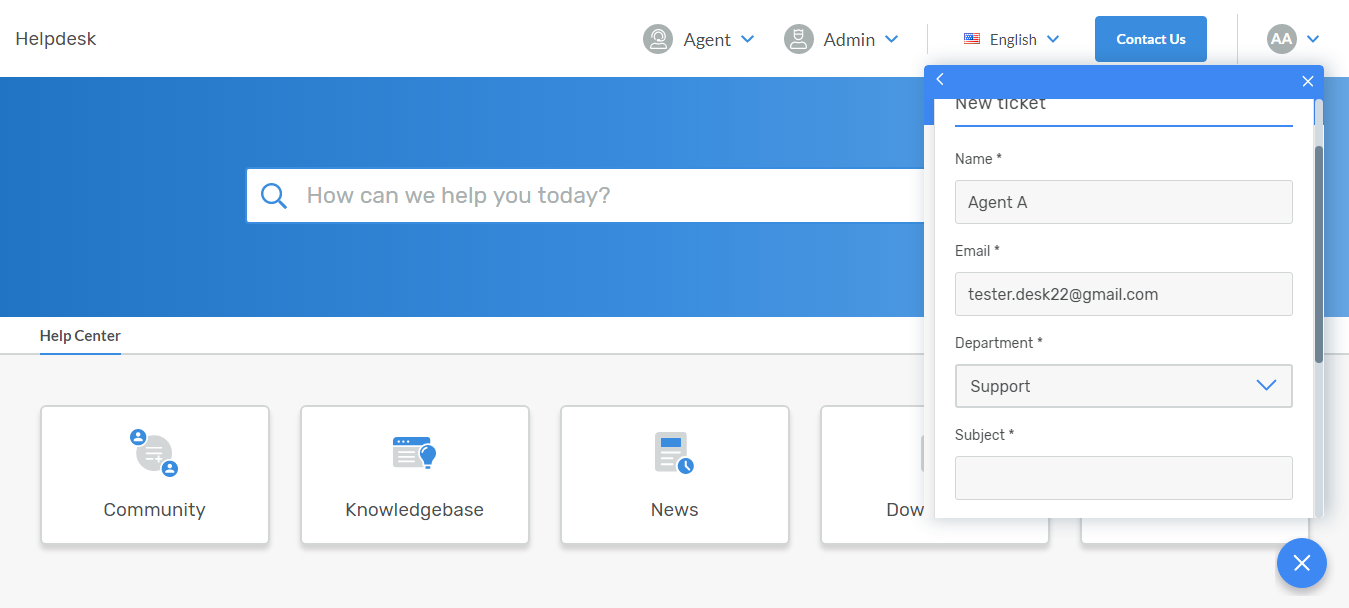 Helpdesk
Agent
Admin
English
Contact Us
AA
New ticket
How can we help you today?
Name *
Agent A
Email *
tester.desk22@gmail.com
Department *
Support
Subject *
Help Center
Community
Knowledgebase
News
Dow